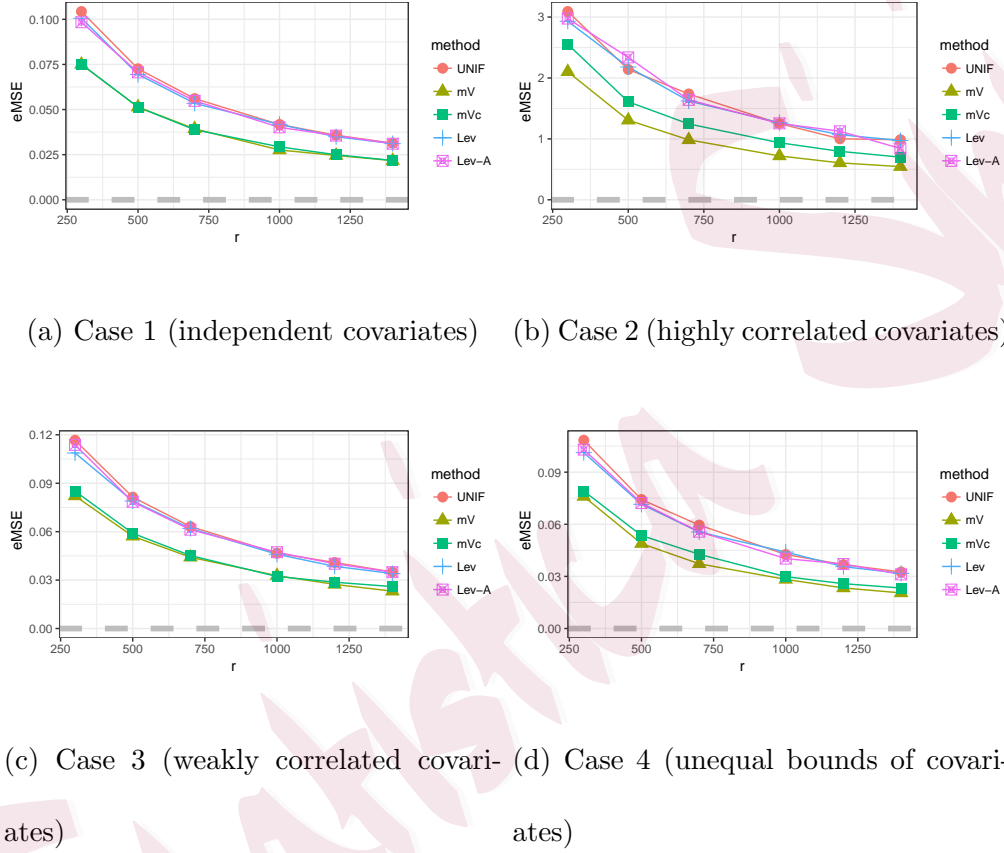 0.100
0.075
0.050
0.025
0.000
eMSE
250
500
750
1000
1250
r
method
UNIF
mV
mVc
Lev
Lev-A
3
2
1
0
eMSE
250
500
750
1000
1250
r
method
UNIF
mV
mVc
Lev
Lev-A
(a) Case 1 (independent covariates)
(b) Case 2 (highly correlated covariates)
0.12
0.09
0.06
0.03
0.00
eMSE
250
500
750
1000
1250
r
method
UNIF
mV
mVc
Lev
Lev-A
0.09
0.06
0.03
0.00
eMSE
250
500
750
1000
1250
r
method
UNIF
mV
mVc
Lev
Lev-A
(c) Case 3 (weakly correlated covari-
ates)
(d) Case 4 (unequal bounds of covari-
ates)